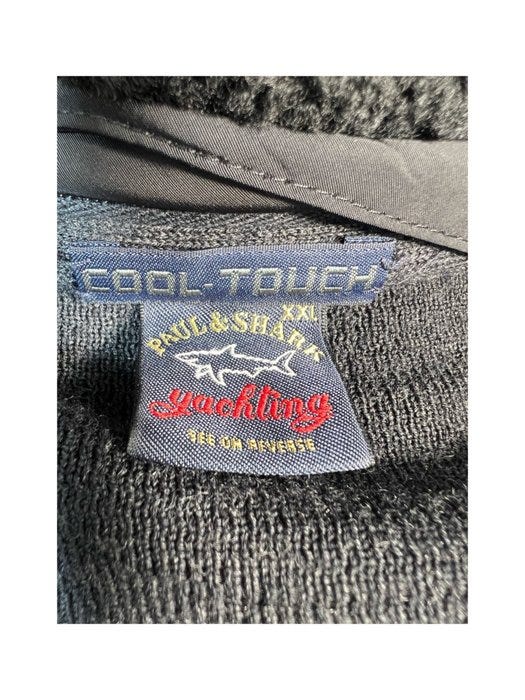 COOL-TOUCH
XXL
PAUL & SHARK
yachting
SEE ON REVERSE